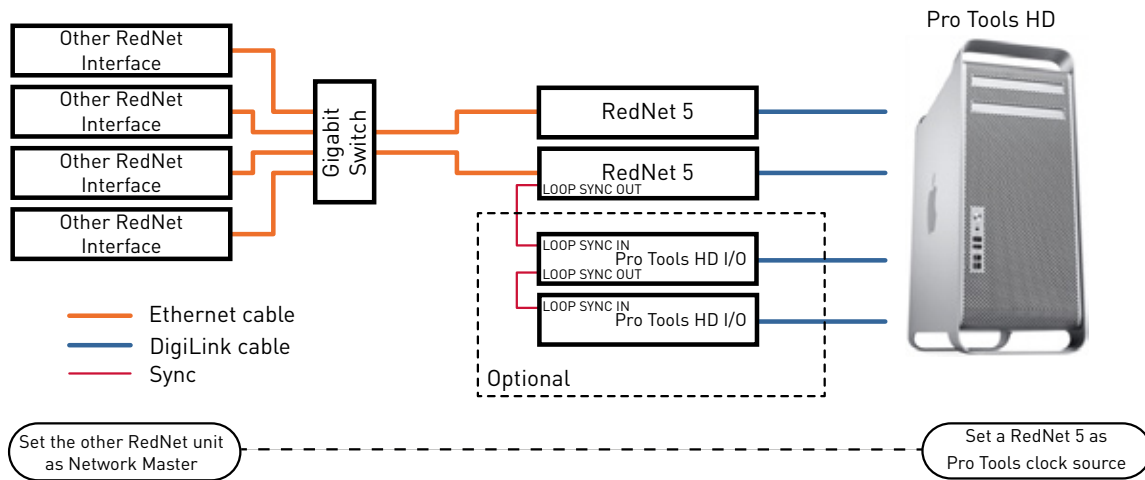 Pro Tools HD
Other RedNet
Interface
Other RedNet
Interface
Other RedNet
Interface
Other RedNet
Interface
Gigabit
Switch
RedNet 5
RedNet 5
LOOP SYNC OUT
LOOP SYNC IN
Pro Tools HD I/O
LOOP SYNC OUT
LOOP SYNC IN
Pro Tools HD I/O
Optional
Ethernet cable
DigiLink cable
Sync
Set the other RedNet unit
as Network Master
Set a RedNet 5 as
Pro Tools clock source